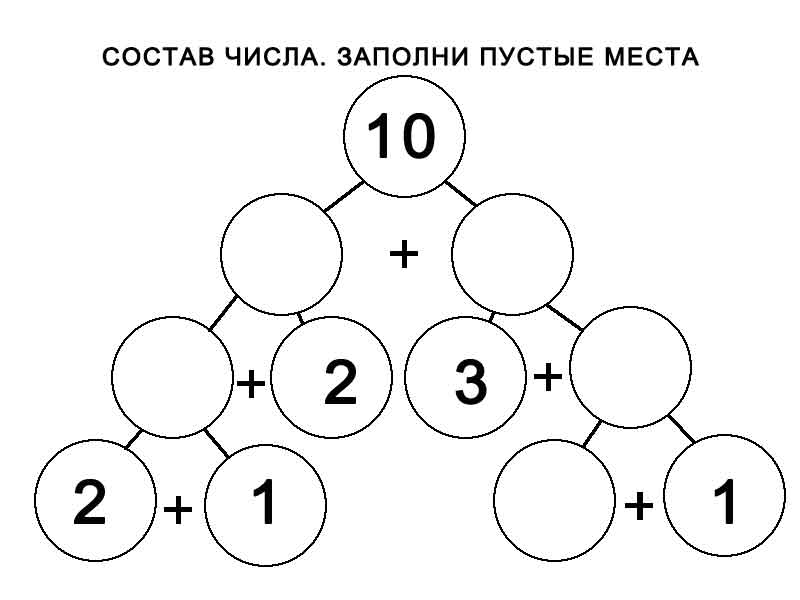 СОСТАВ ЧИСЛА. ЗАПОЛНИ ПУСТЫЕ МЕСТА
10
+
+ 2 3 +
2 + 1 + 1